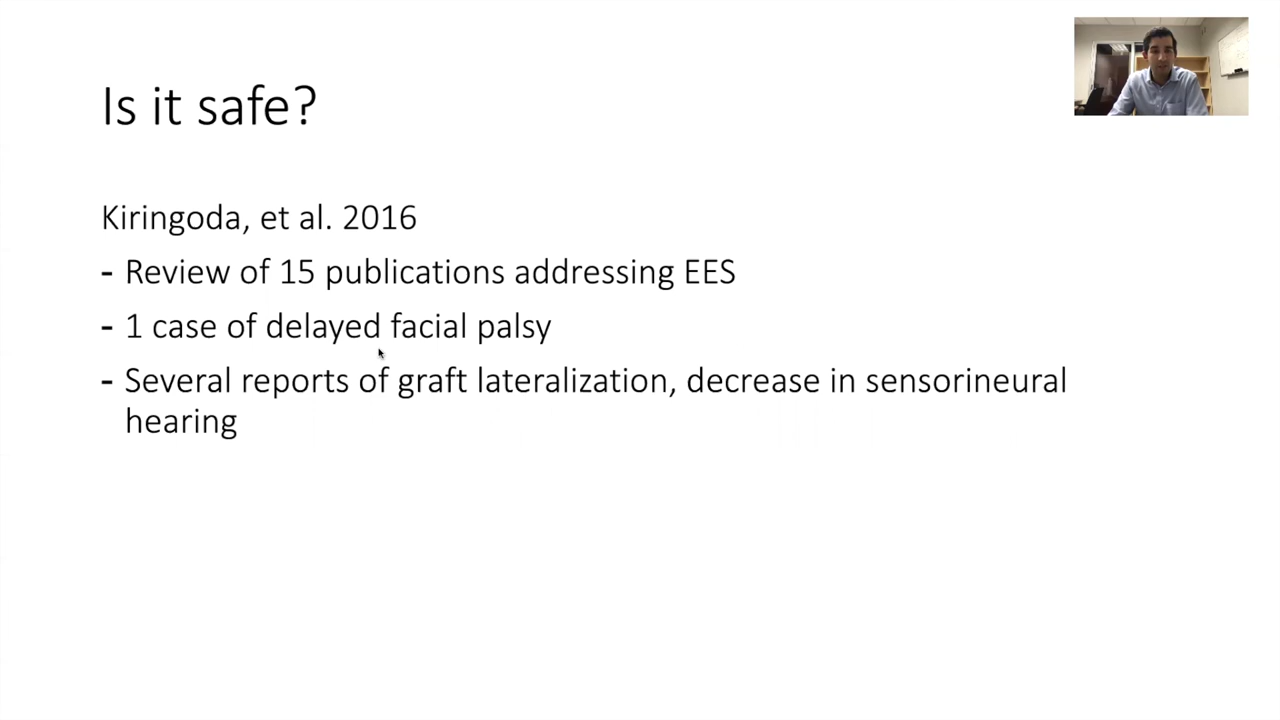 Is it safe?
Kiringoda, et al. 2016
- Review of 15 publications addressing EES
- 1 case of delayed facial palsy
- Several reports of graft lateralization, decrease in sensorineural
hearing